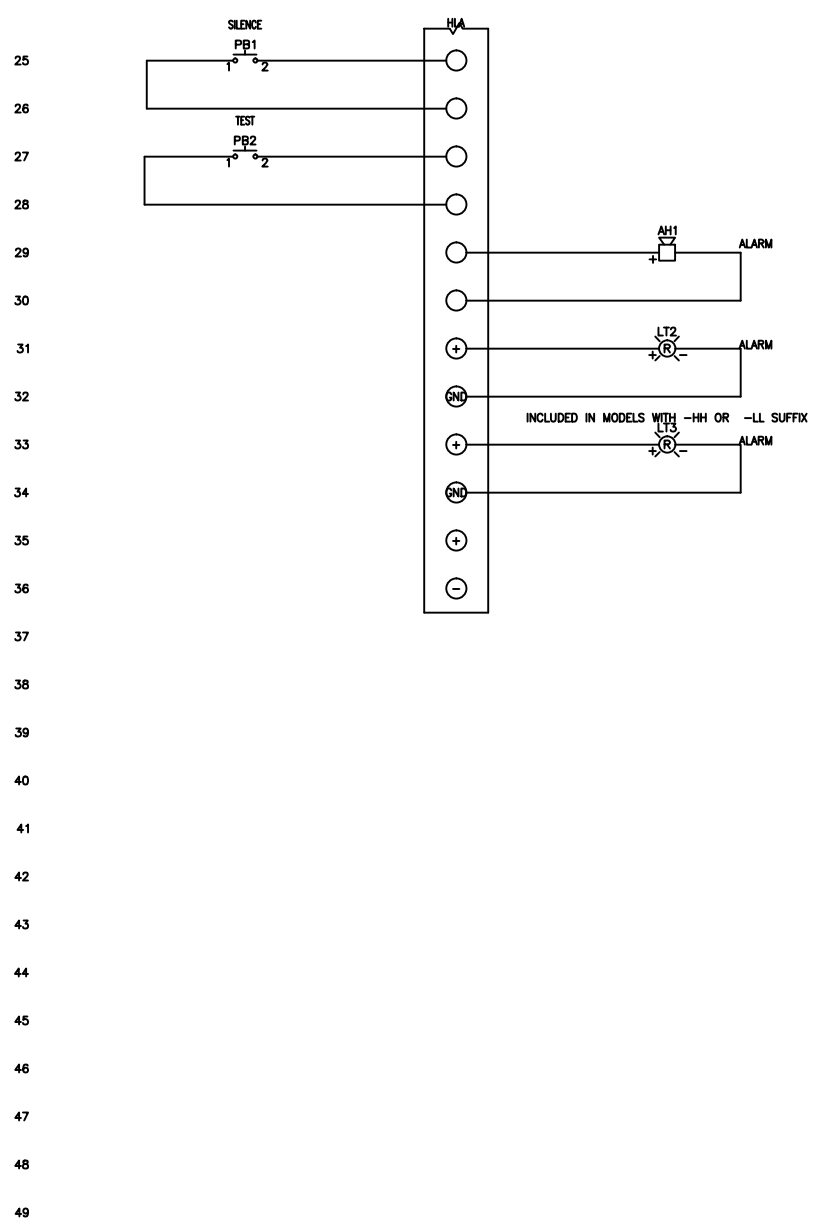 SILENCE
HLA
PB1
25
1 2
26
TEST
PB2
27
1 2
28
AH1
ALARM
29
+
30
LT2
ALARM
31
+
+ R -
32
GND
INCLUDED IN MODELS WITH -HH OR -LL SUFFIX
LT3
ALARM
33
+
+ R -
34
GND
35
+
36
-
37
38
39
40
41
42
43
44
45
46
47
48
49